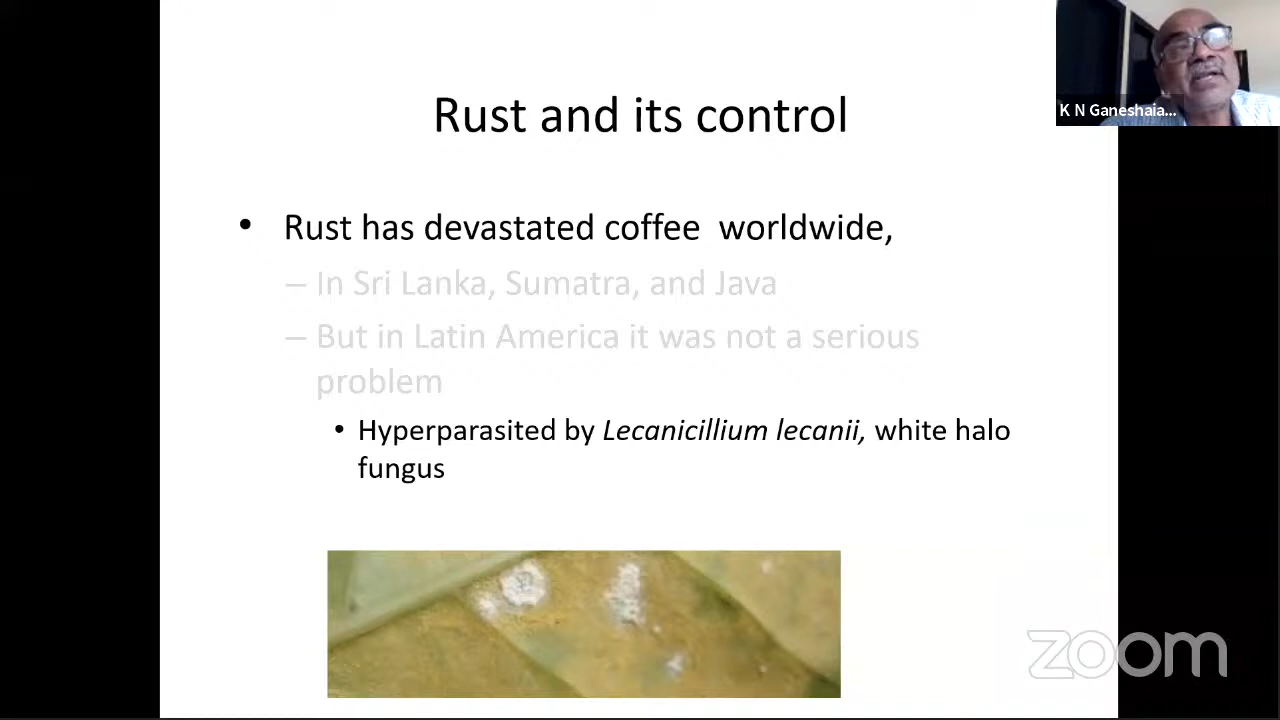 Rust and its control
K N Ganeshaia...
• Rust has devastated coffee  worldwide,
– In Sri Lanka, Sumatra, and Java
– But in Latin America it was not a serious
problem
• Hyperparasited by Lecanicillium lecanii, white halo
fungus
zoom